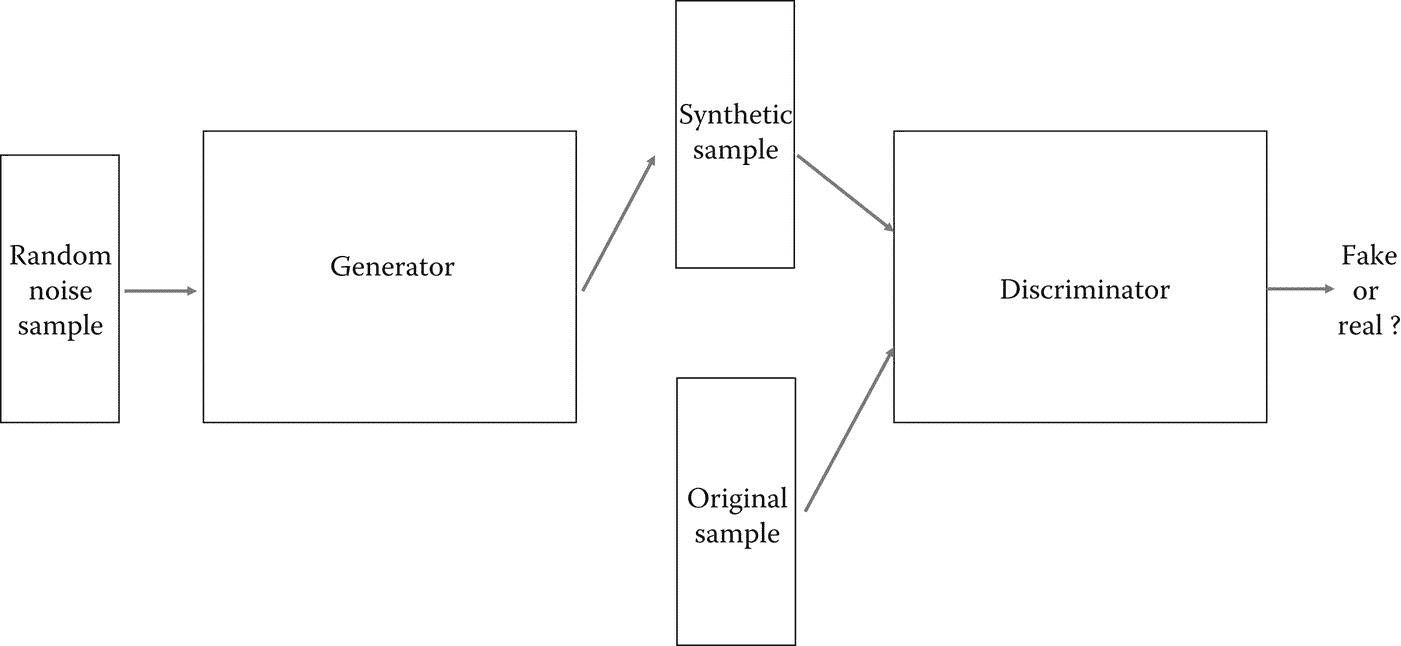 Random
noise
sample
Generator
Synthetic
sample
Original
sample
Discriminator
Fake
or
real ?